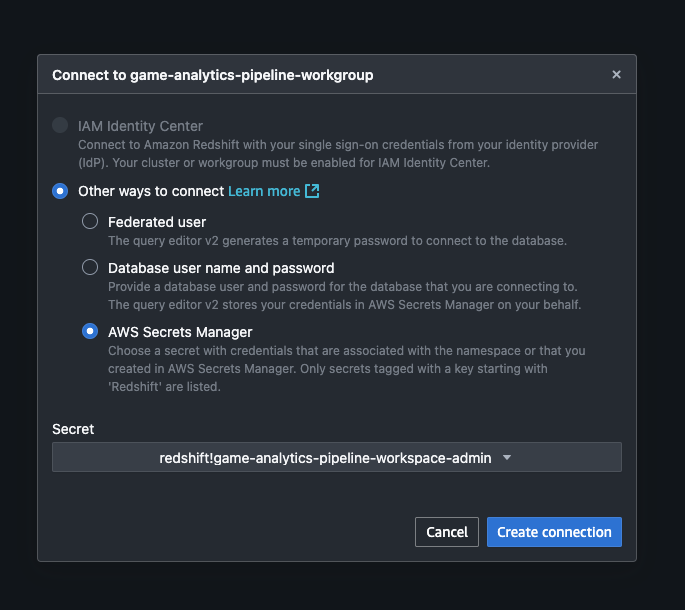 Connect to game-analytics-pipeline-workgroup
IAM Identity Center
Connect to Amazon Redshift with your single sign-on credentials from your identity provider
(IdP). Your cluster or workgroup must be enabled for IAM Identity Center.
Other ways to connect Learn more
Federated user
The query editor v2 generates a temporary password to connect to the database.
Database user name and password
Provide a database user and password for the database that you are connecting to.
The query editor v2 stores your credentials in AWS Secrets Manager on your behalf.
AWS Secrets Manager
Choose a secret with credentials that are associated with the namespace or that you
created in AWS Secrets Manager. Only secrets tagged with a key starting with
'Redshift' are listed.
Secret
redshift!game-analytics-pipeline-workspace-admin
Cancel Create connection